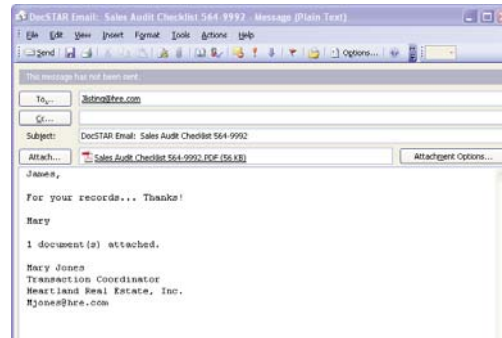 DocSTAR Email: Sales Audit Checklist 564-9992 - Message (Plain Text)
File Edit View Insert Format Tools Actions Help
Send Options...
This message has not been sent.
To... Jlisting@hre.com
Cc...
Subject: DocSTAR Email: Sales Audit Checklist 564-9992
Attach... Sales Audit Checklist 564-9992.PDF (56 KB) Attachment Options...
James,
For your records... Thanks!
Mary
1 document(s) attached.
Mary Jones
Transaction Coordinator
Heartland Real Estate, Inc.
Mjones@hre.com